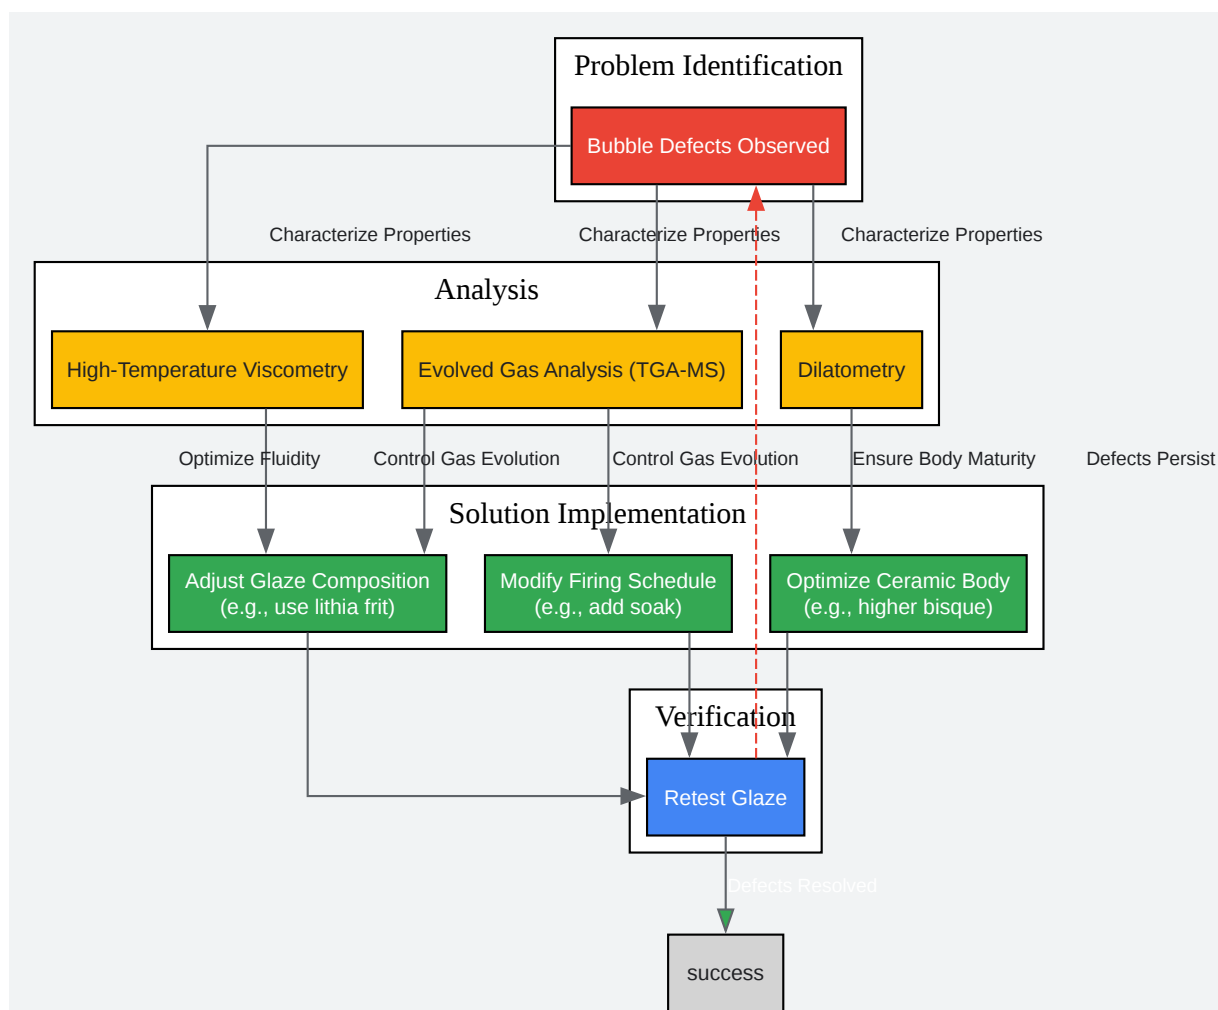 Problem Identification
Bubble Defects Observed
Characterize Properties
Characterize Properties
Characterize Properties
Analysis
High-Temperature Viscometry
Evolved Gas Analysis (TGA-MS)
Dilatometry
Optimize Fluidity
Control Gas Evolution
Control Gas Evolution
Ensure Body Maturity
Defects Persist
Solution Implementation
Adjust Glaze Composition
(e.g., use lithia frit)
Modify Firing Schedule
(e.g., add soak)
Optimize Ceramic Body
(e.g., higher bisque)
Verification
Retest Glaze
Defects Resolved
success